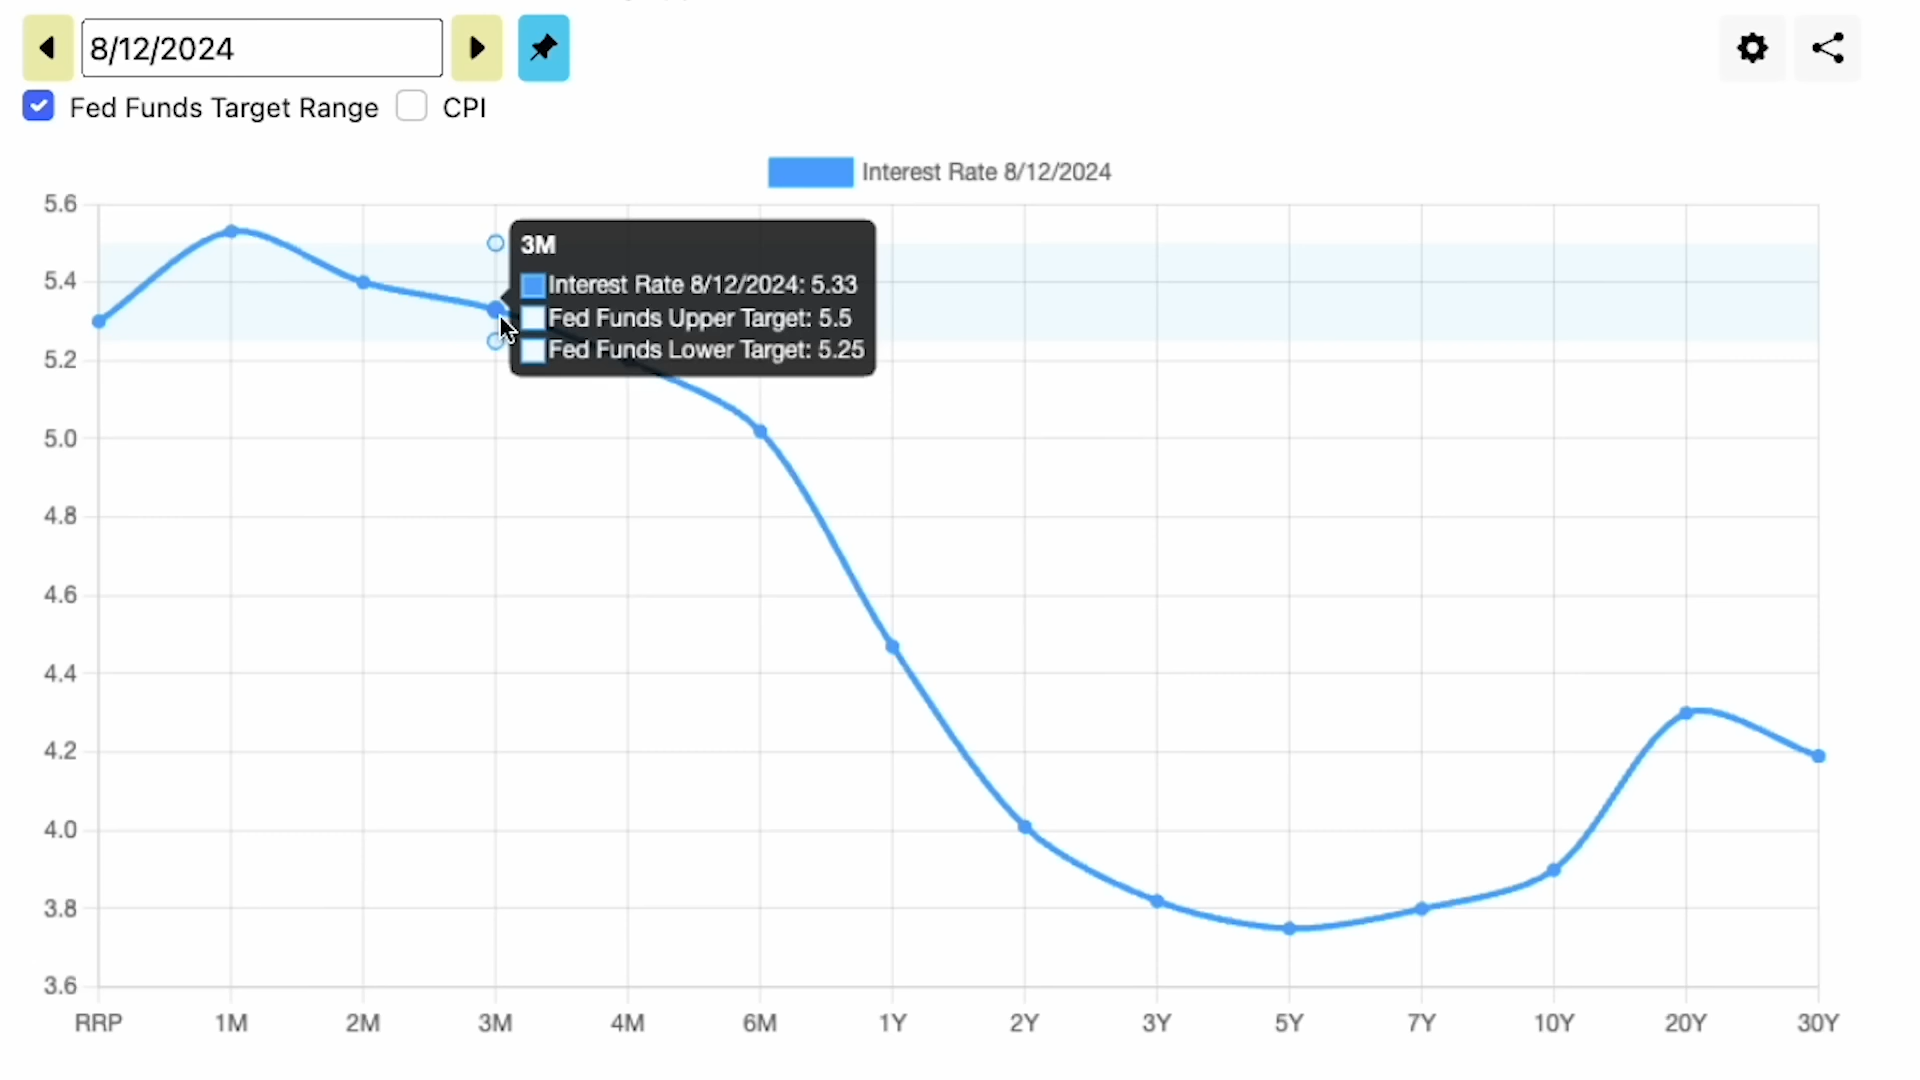 8/12/2024
Fed Funds Target Range CPI
Interest Rate 8/12/2024
5.6
5.4
5.2
5.0
4.8
4.6
4.4
4.2
4.0
3.8
3.6
3M
Interest Rate 8/12/2024: 5.33
Fed Funds Upper Target: 5.5
Fed Funds Lower Target: 5.25
RRP 1M 2M 3M 4M 6M 1Y 2Y 3Y 5Y 7Y 10Y 20Y 30Y